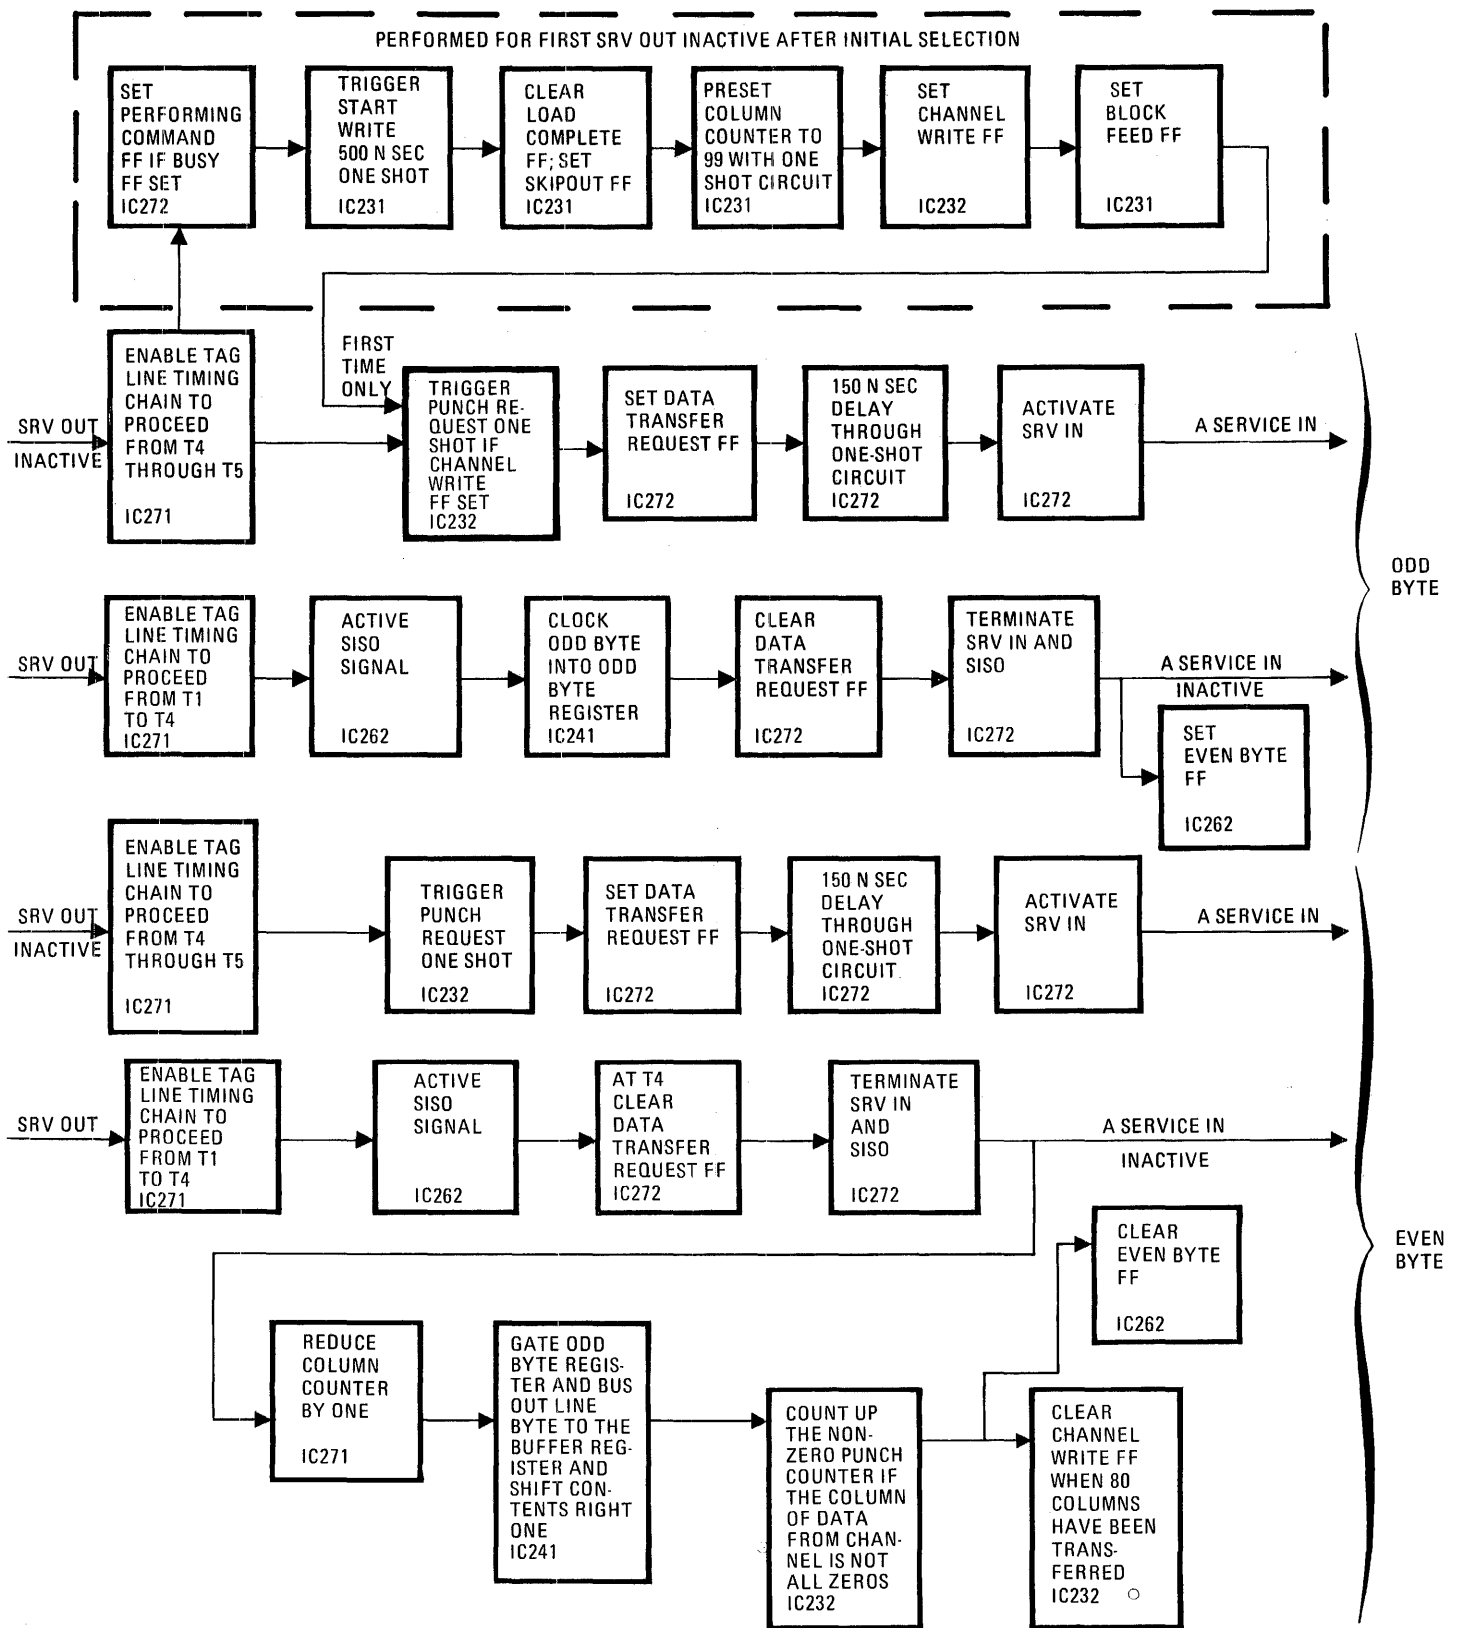 PERFORMED FOR FIRST SRV OUT INACTIVE AFTER INITIAL SELECTION
SET
PERFORMING
COMMAND
FF IF BUSY
FF SET
IC272
TRIGGER
START
WRITE
500 N SEC
ONE SHOT
IC231
CLEAR
LOAD
COMPLETE
FF; SET
SKIPOUT FF
IC231
PRESET
COLUMN
COUNTER TO
99 WITH ONE
SHOT CIRCUIT
IC231
SET
CHANNEL
WRITE FF
IC232
SET
BLOCK
FEED FF
IC231
SRV OUT
INACTIVE
ENABLE TAG
LINE TIMING
CHAIN TO
PROCEED
FROM T4
THROUGH T5
IC271
FIRST
TIME
ONLY
TRIGGER
PUNCH RE-
QUEST ONE
SHOT IF
CHANNEL
WRITE
FF SET
IC232
SET DATA
TRANSFER
REQUEST FF
IC272
150 N SEC
DELAY
THROUGH
ONE-SHOT
CIRCUIT
IC272
ACTIVATE
SRV IN
IC272
A SERVICE IN
ODD
BYTE
SRV OUT
ENABLE TAG
LINE TIMING
CHAIN TO
PROCEED
FROM T1
TO T4
IC271
ACTIVE
SISO
SIGNAL
IC262
CLOCK
ODD BYTE
INTO ODD
BYTE
REGISTER
IC241
CLEAR
DATA
TRANSFER
REQUEST FF
IC272
TERMINATE
SRV IN AND
SISO
IC272
A SERVICE IN
INACTIVE
SET
EVEN BYTE
FF
IC262
SRV OUT
INACTIVE
ENABLE TAG
LINE TIMING
CHAIN TO
PROCEED
FROM T4
THROUGH T5
IC271
TRIGGER
PUNCH
REQUEST
ONE SHOT
IC232
SET DATA
TRANSFER
REQUEST FF
IC272
150 N SEC
DELAY
THROUGH
ONE-SHOT
CIRCUIT
IC272
ACTIVATE
SRV IN
IC272
A SERVICE IN
SRV OUT
ENABLE TAG
LINE TIMING
CHAIN TO
PROCEED
FROM T1
TO T4
IC271
ACTIVE
SISO
SIGNAL
IC262
AT T4
CLEAR
DATA
TRANSFER
REQUEST FF
IC272
TERMINATE
SRV IN
AND
SISO
IC272
A SERVICE IN
INACTIVE
EVEN
BYTE
CLEAR
EVEN BYTE
FF
IC262
REDUCE
COLUMN
COUNTER
BY ONE
IC271
GATE ODD
BYTE REGIS-
TER AND BUS
OUT LINE
BYTE TO THE
BUFFER REG-
ISTER AND
SHIFT CON-
TENTS RIGHT
ONE
IC241
COUNT UP
THE NON-
ZERO PUNCH
COUNTER IF
THE COLUMN
OF DATA
FROM CHAN-
NEL IS NOT
ALL ZEROS
IC232
CLEAR
CHANNEL
WRITE FF
WHEN 80
COLUMNS
HAVE BEEN
TRANS-
FERRED
IC232